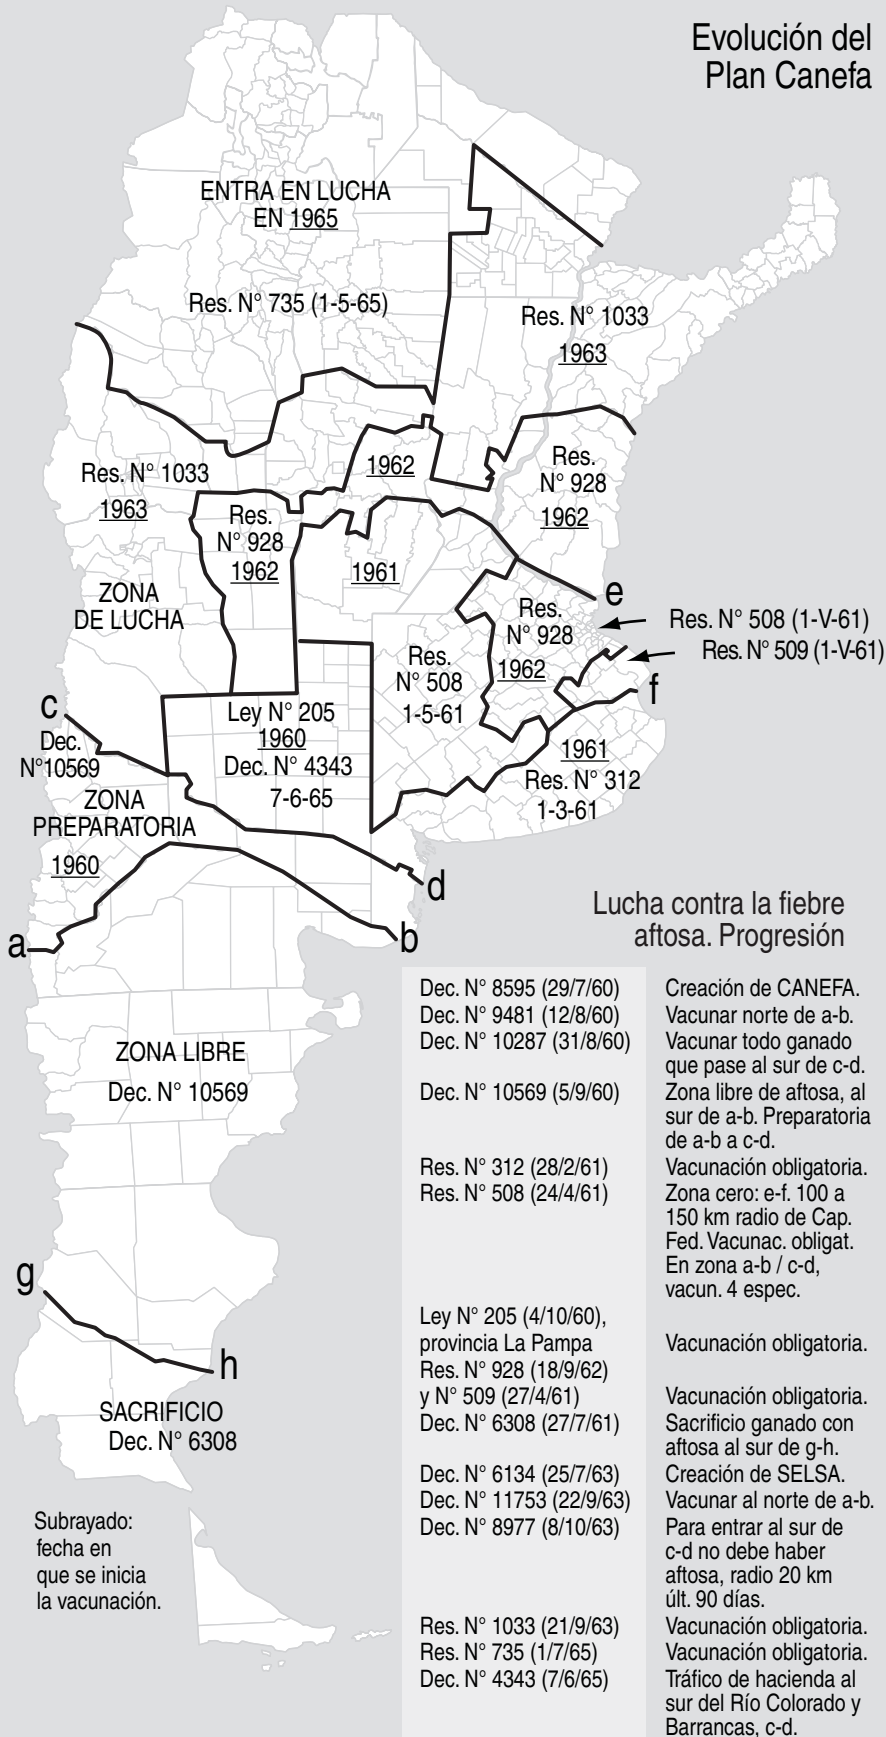 Evolución del
Plan Canefa
ENTRA EN LUCHA
EN 1965
Res. N° 735 (1-5-65)
Res. N° 1033
1963
Res. N° 1033
1963
1962
Res.
N° 928
1962
Res.
N° 928
1962
1961
ZONA
DE LUCHA
e
Res.
N° 928
1962
Res. N° 508 (1-V-61)
Res. N° 509 (1-V-61)
Res.
N° 508
1-5-61
f
c
Dec.
N°10569
Ley N° 205
1960
Dec. N° 4343
7-6-65
1961
Res. N° 312
1-3-61
ZONA
PREPARATORIA
1960
d
a
b
Lucha contra la fiebre
aftosa. Progresión
ZONA LIBRE
Dec. N° 10569
g
h
SACRIFICIO
Dec. N° 6308
Subrayado:
fecha en
que se inicia
la vacunación.
Dec. N° 8595 (29/7/60) Creación de CANEFA.
Dec. N° 9481 (12/8/60) Vacunar norte de a-b.
Dec. N° 10287 (31/8/60) Vacunar todo ganado
que pase al sur de c-d.
Dec. N° 10569 (5/9/60) Zona libre de aftosa, al
sur de a-b. Preparatoria
de a-b a c-d.
Res. N° 312 (28/2/61) Vacunación obligatoria.
Res. N° 508 (24/4/61) Zona cero: e-f. 100 a
150 km radio de Cap.
Fed. Vacunac. obligat.
En zona a-b / c-d,
vacun. 4 espec.
Ley N° 205 (4/10/60),
provincia La Pampa Vacunación obligatoria.
Res. N° 928 (18/9/62)
y N° 509 (27/4/61) Vacunación obligatoria.
Dec. N° 6308 (27/7/61) Sacrificio ganado con
aftosa al sur de g-h.
Dec. N° 6134 (25/7/63) Creación de SELSA.
Dec. N° 11753 (22/9/63) Vacunar al norte de a-b.
Dec. N° 8977 (8/10/63) Para entrar al sur de
c-d no debe haber
aftosa, radio 20 km
últ. 90 días.
Res. N° 1033 (21/9/63) Vacunación obligatoria.
Res. N° 735 (1/7/65) Vacunación obligatoria.
Dec. N° 4343 (7/6/65) Tráfico de hacienda al
sur del Río Colorado y
Barrancas, c-d.